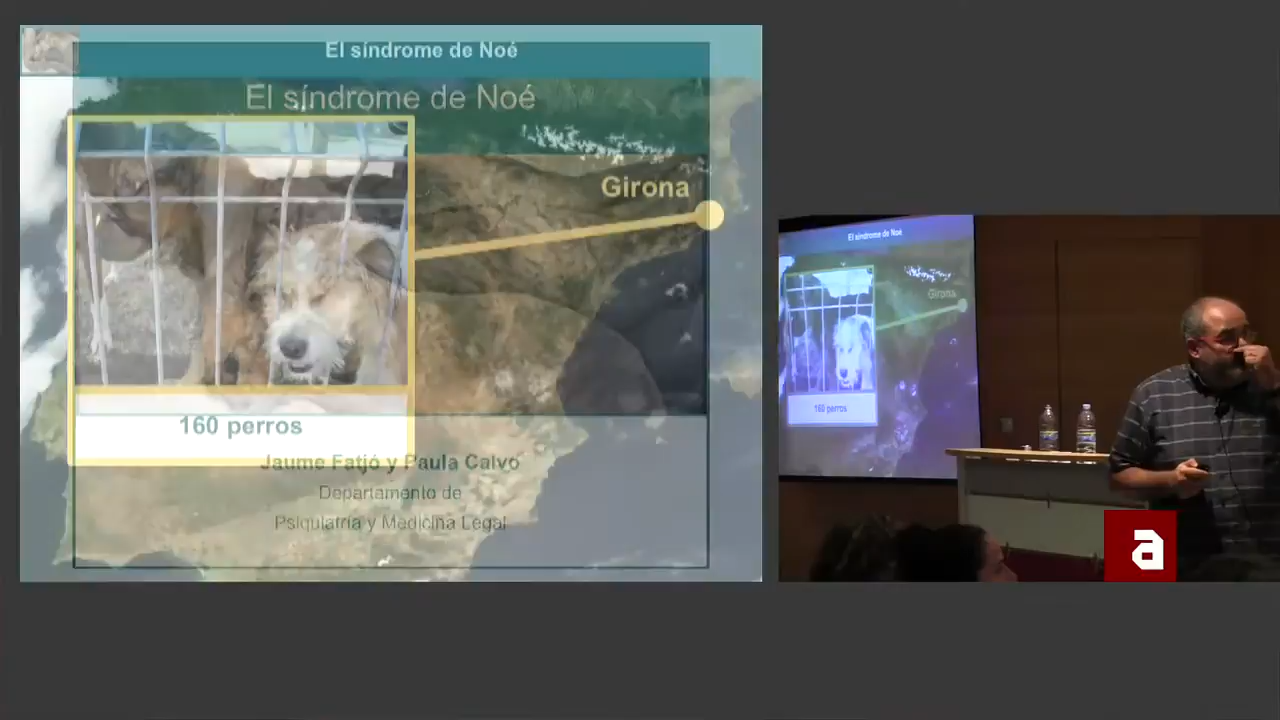 El síndrome de Noé
El síndrome de Noé
Girona
160 perros
Jaume Fatjó y Paula Calvo
Departamento de
Psiquiatría y Medicina Legal
El síndrome de Noé
Girona
160 perros
a